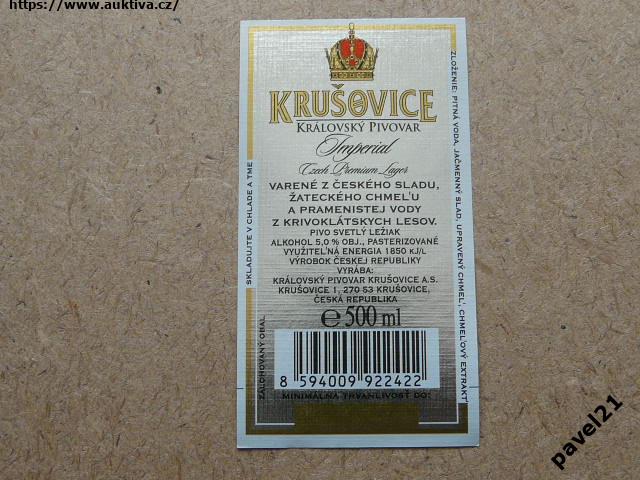 https://www.auktiva.cz/
KRUŠOVICE
KRÁLOVSKÝ PIVOVAR
Imperial
Czech Premium Lager
VARENÉ Z ČESKÉHO SLADU,
ŽATECKÉHO CHMEĽU
A PRAMENISTEJ VODY
Z KRIVOKLÁTSKYCH LESOV.
PIVO SVETLÝ LEŽIAK
ALKOHOL 5,0 % OBJ., PASTERIZOVANÉ
VYUŽITEĽNÁ ENERGIA 1850 KJ/L
VÝROBOK ČESKEJ REPUBLIKY
VYRÁBA:
KRÁLOVSKÝ PIVOVAR KRUŠOVICE A.S.
KRUŠOVICE 1, 270 53 KRUŠOVICE,
ČESKÁ REPUBLIKA
e 500 ml
8 594009 922422
MINIMÁLNA TRVANLIVOSŤ DO:
SKLADUJTE V CHLADE A TME
ZÁLOHOVANÝ OBAL
ZLOŽENIE: PITNÁ VODA, JAČMENNÝ SLAD, UPRAVENÝ CHMEĽ, CHMEĽOVÝ EXTRAKT
pavel21